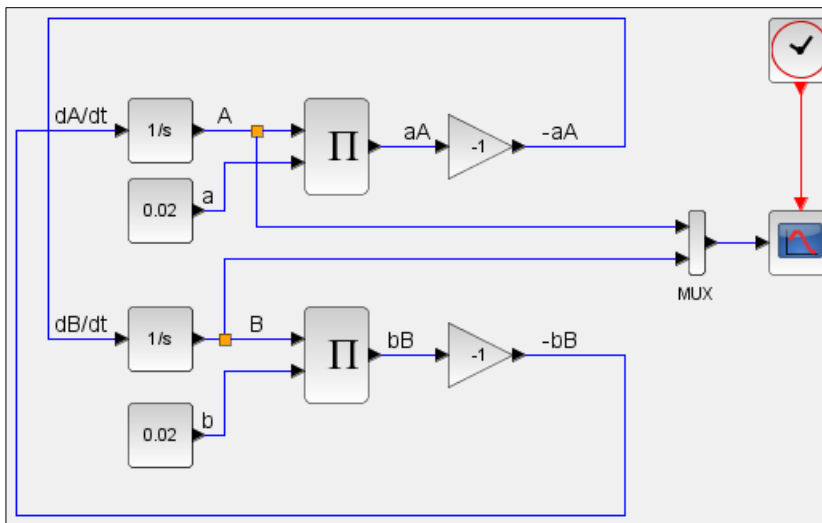 dA/dt
1/s
A
∏
aA
-1
-aA
0.02
a
MUX
dB/dt
1/s
B
∏
bB
-1
-bB
0.02
b